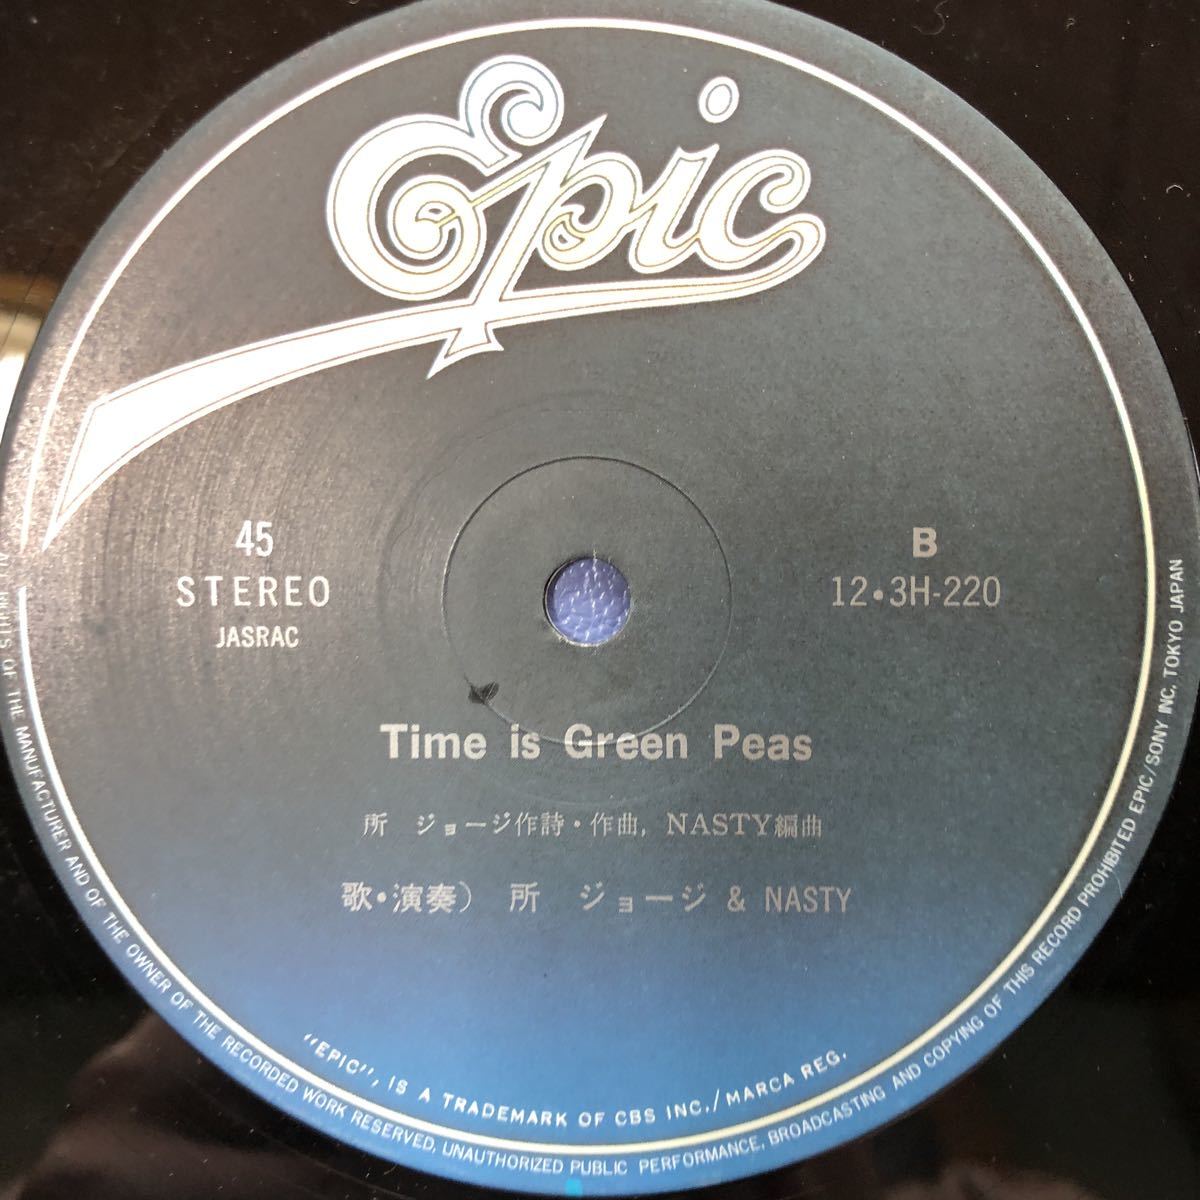 Epic
45
STEREO
JASRAC
B
12・3H-220
Time is Green Peas
所 ジョージ作詩・作曲, NASTY編曲
歌・演奏) 所 ジョージ & NASTY
"EPIC", IS A TRADEMARK OF CBS INC./MARCA REG.
ALL RIGHTS OF THE MANUFACTURER AND OF THE OWNER OF THE RECORDED WORK RESERVED, UNAUTHORIZED PUBLIC PERFORMANCE, BROADCASTING AND COPYING OF THIS RECORD PROHIBITED EPIC/SONY INC. TOKYO JAPAN